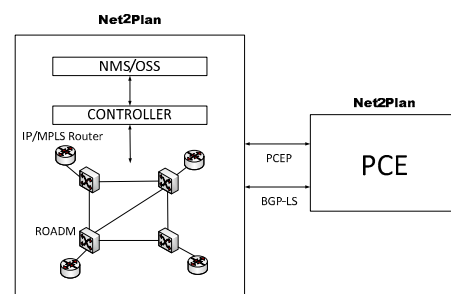 Net2Plan
NMS/OSS
CONTROLLER
IP/MPLS Router
ROADM
PCEP
BGP-LS
Net2Plan
PCE